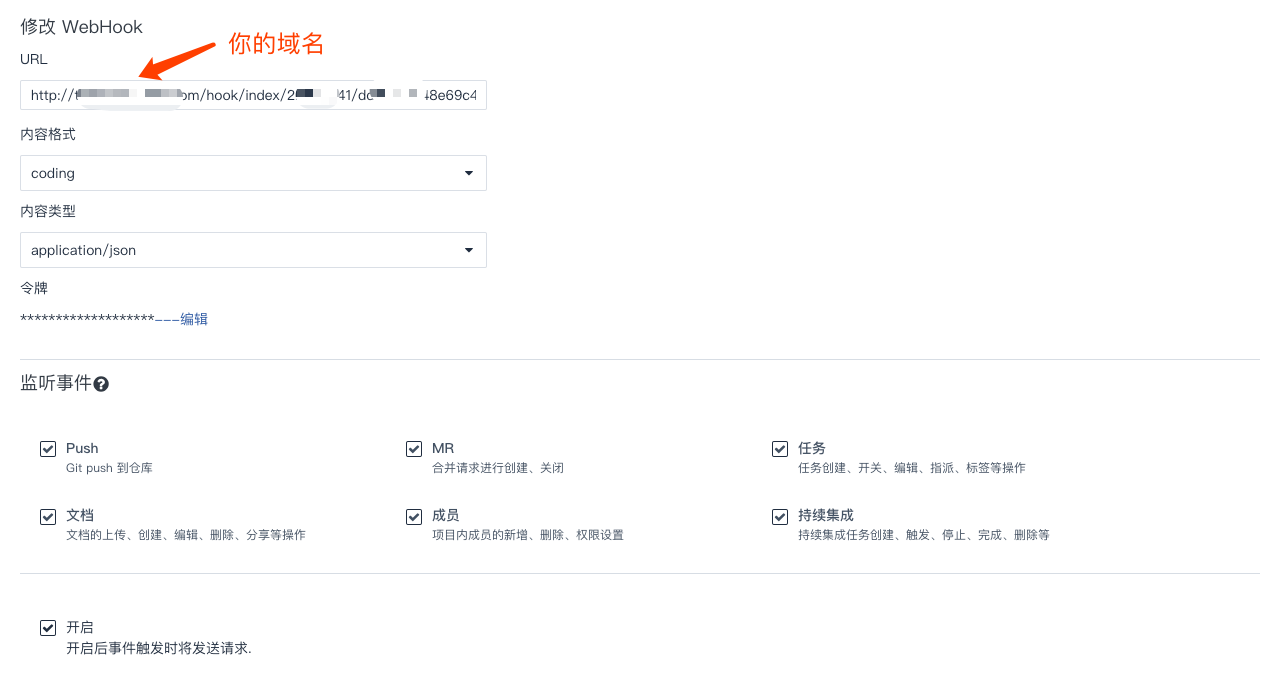 修改 WebHook
你的域名
URL
http://t om/hook/index/2 41/dd 48e69c4
内容格式
coding
内容类型
application/json
令牌
*******************---编辑
监听事件
Push
Git push 到仓库
MR
合并请求进行创建、关闭
任务
任务创建、开关、编辑、指派、标签等操作
文档
文档的上传、创建、编辑、删除、分享等操作
成员
项目内成员的新增、删除、权限设置
持续集成
持续集成任务创建、触发、停止、完成、删除等
开启
开启后事件触发时将发送请求.